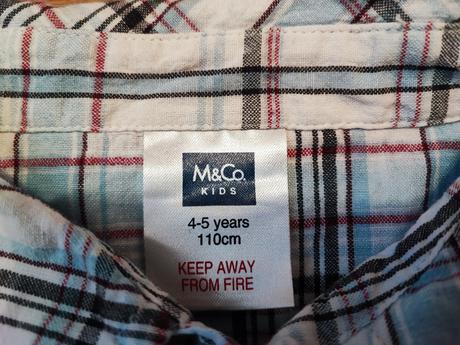 M&Co.
KIDS
4-5 years
110cm
KEEP AWAY
FROM FIRE